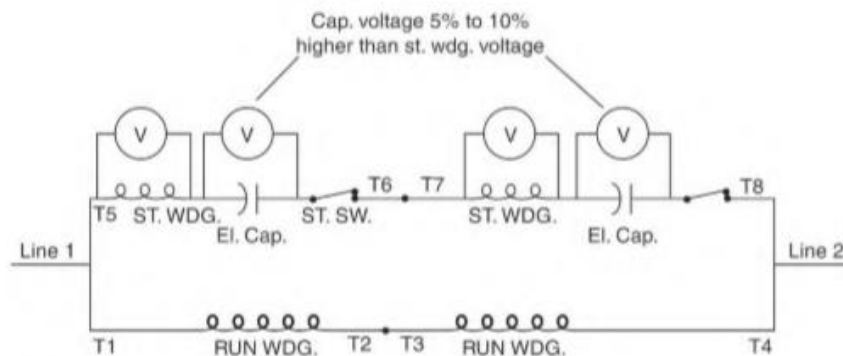 Cap. voltage 5% to 10%
higher than st. wdg. voltage
V
V
V
V
T6
T7
T8
T5
ST. WDG.
ST. SW.
ST. WDG.
El. Cap.
El. Cap.
Line 1
Line 2
T1
RUN WDG.
T2
T3
RUN WDG.
T4